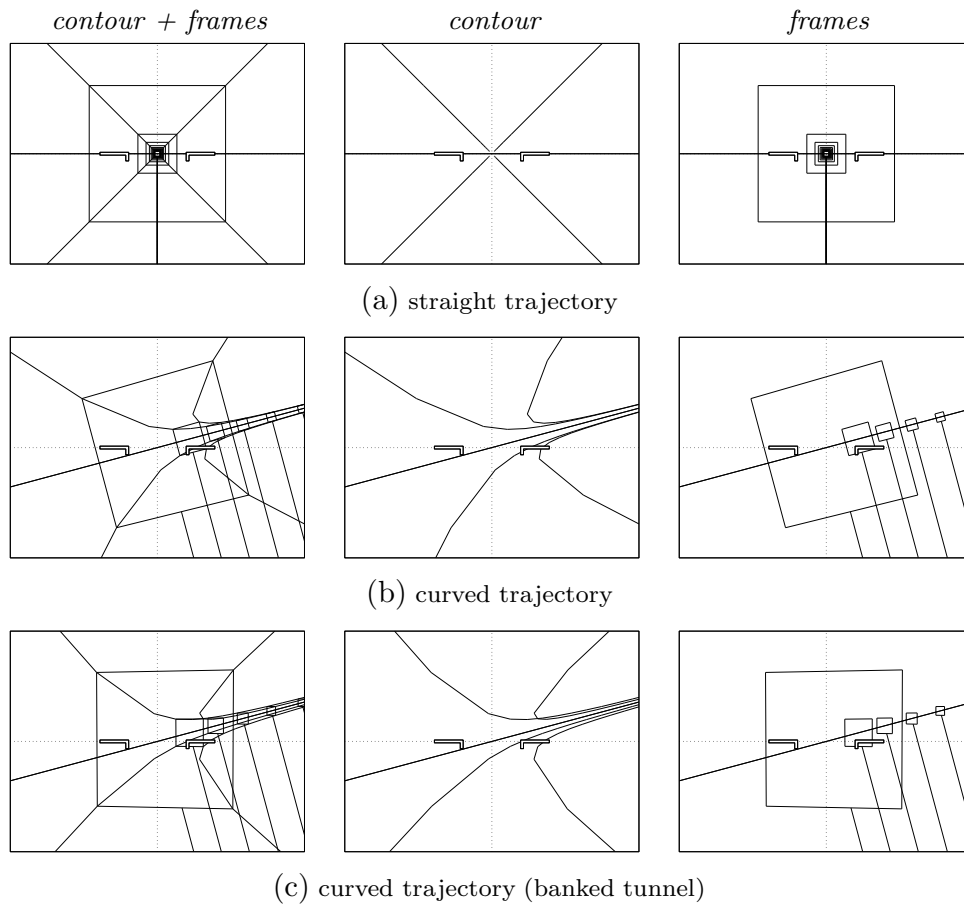 contour + frames contour frames
(a) straight trajectory
(b) curved trajectory
(c) curved trajectory (banked tunnel)